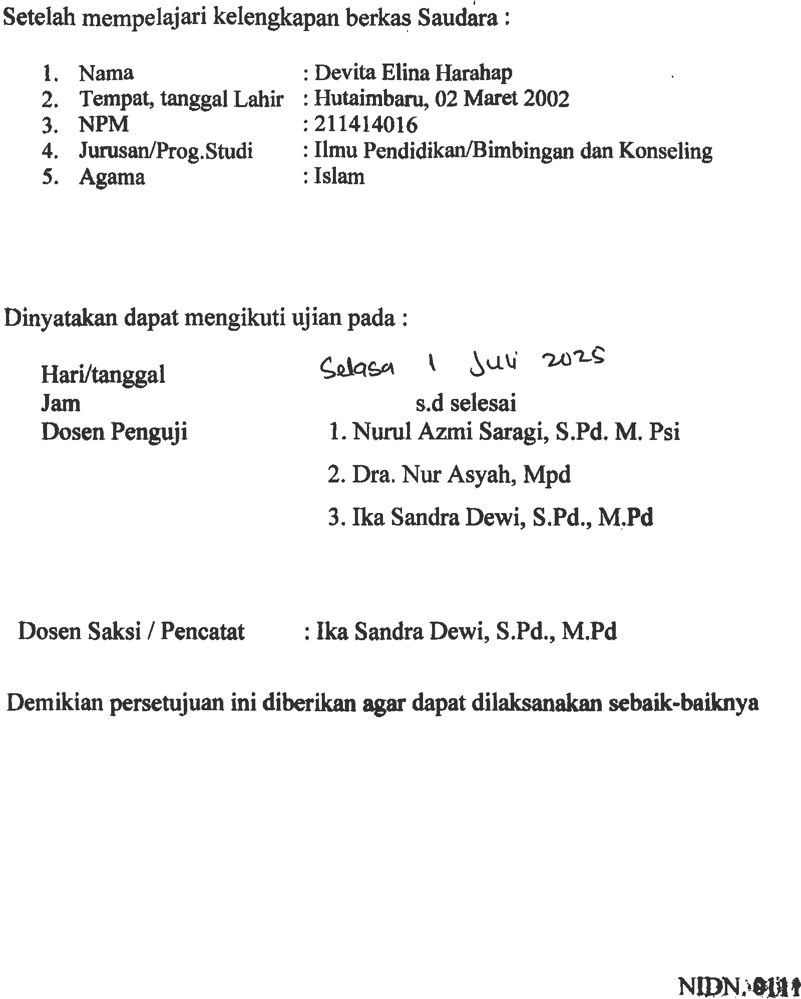 Setelah mempelajari kelengkapan berkas Saudara :
1. Nama : Devita Elina Harahap
2. Tempat, tanggal Lahir : Hutaimbaru, 02 Maret 2002
3. NPM : 211414016
4. Jurusan/Prog.Studi : Ilmu Pendidikan/Bimbingan dan Konseling
5. Agama : Islam
Dinyatakan dapat mengikuti ujian pada :
Hari/tanggal Selasa 1 Juli 2025
Jam s.d selesai
Dosen Penguji 1. Nurul Azmi Saragi, S.Pd. M. Psi
2. Dra. Nur Asyah, Mpd
3. Ika Sandra Dewi, S.Pd., M.Pd
Dosen Saksi / Pencatat : Ika Sandra Dewi, S.Pd., M.Pd
Demikian persetujuan ini diberikan agar dapat dilaksanakan sebaik-baiknya
NIDN.